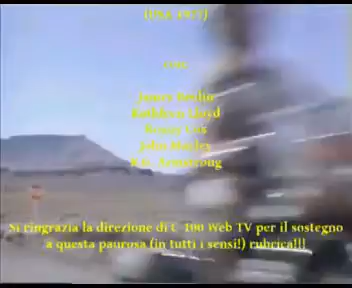 (USA 1977)
con
James Brolin
Kathleen Lloyd
Ronny Cox
John Marley
R.G. Armstrong
Si ringrazia la direzione di C-100 Web TV per il sostegno
a questa paurosa (in tutti i sensi!) rubrica!!!